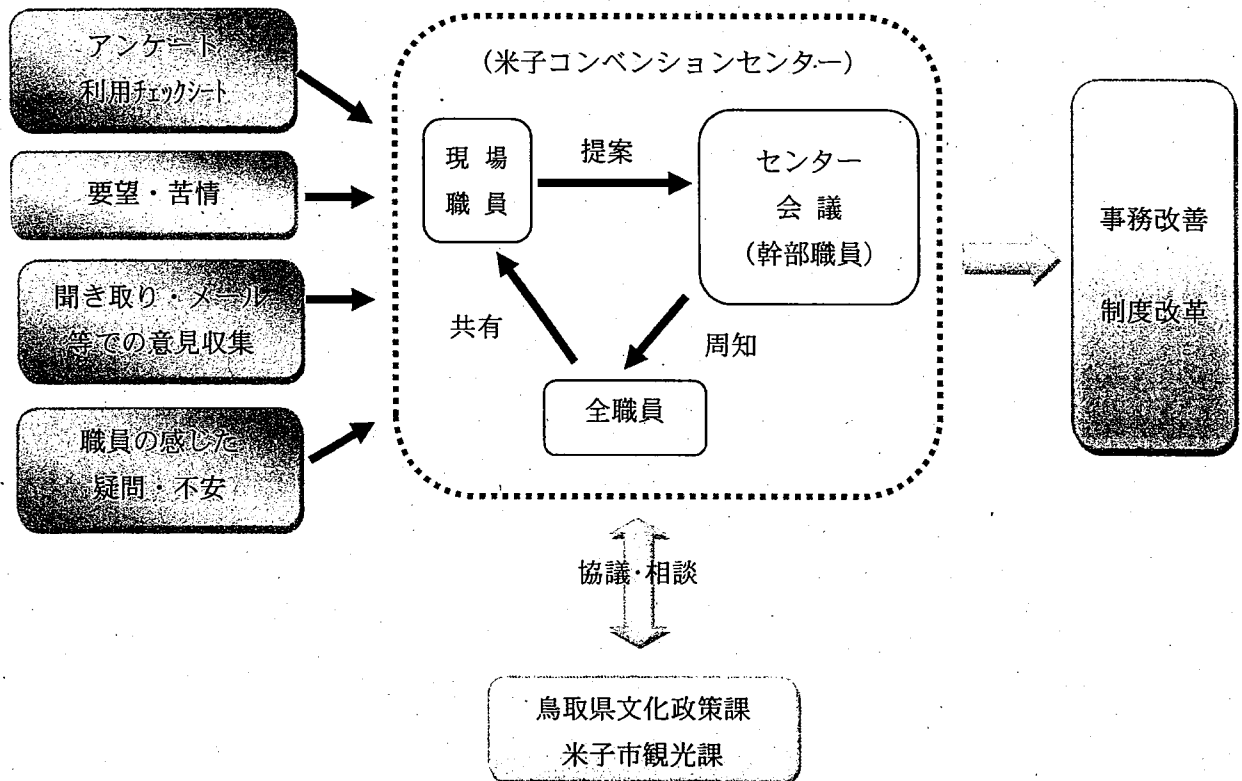 アンケート
利用チェックシート
要望・苦情
聞き取り・メール
等での意見収集
職員の感じた
疑問・不安
(米子コンベンションセンター)
現場
職員
提案
センター
会議
(幹部職員)
共有
周知
全職員
事務改善
制度改革
協議・相談
鳥取県文化政策課
米子市観光課